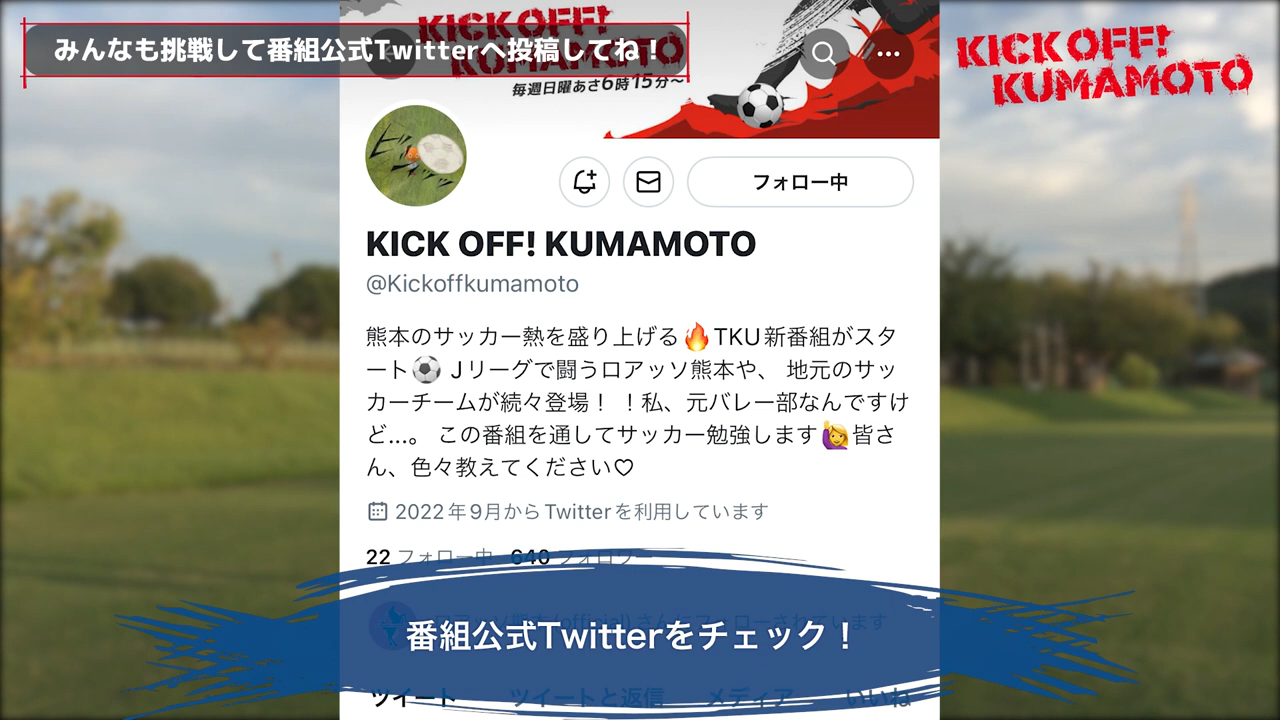 みんなも挑戦して番組公式Twitterへ投稿してね！
KICK OFF!
KUMAMOTO
毎週日曜あさ6時15分〜
KICK OFF!
KUMAMOTO
フォロー中
KICK OFF! KUMAMOTO
@Kickoffkumamoto
熊本のサッカー熱を盛り上げる🔥TKU新番組がスタ
ート⚽Jリーグで闘うロアッソ熊本や、 地元のサッ
カーチームが続々登場！ ！私、元バレー部なんですけ
ど...。 この番組を通してサッカー勉強します🙋‍♀️皆さ
ん、色々教えてください♡
2022年9月からTwitterを利用しています
22 フォロー中 640 フォロワー
番組公式Twitterをチェック！
ツイート ツイートと返信 メディア いいね